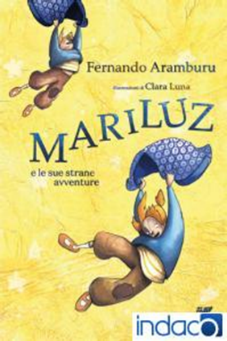 Fernando Aramburu
illustrazioni di Clara Luna
MARILUZ
e le sue strane
avventure
indaco